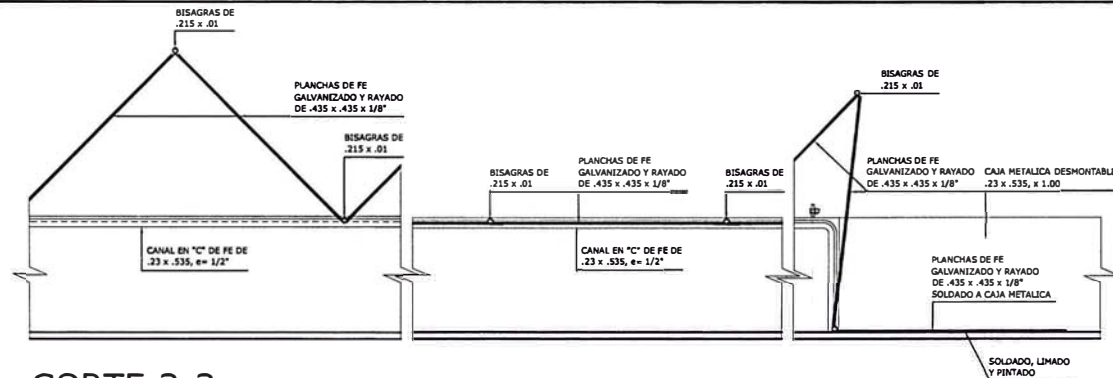 BISAGRAS DE
.215 x .01
PLANCHAS DE FE
GALVANIZADO Y RAYADO
DE .435 x .435 x 1/8"
BISAGRAS DE
.215 x .01
CANAL EN "C" DE FE DE
.23 x .535, e= 1/2"
BISAGRAS DE
.215 x .01
PLANCHAS DE FE
GALVANIZADO Y RAYADO
DE .435 x .435 x 1/8"
BISAGRAS DE
.215 x .01
CANAL EN "C" DE FE DE
.23 x .535, e= 1/2"
BISAGRAS DE
.215 x .01
PLANCHAS DE FE
GALVANIZADO Y RAYADO
DE .435 x .435 x 1/8"
CAJA METALICA DESMONTABLE
.23 x .535, x 1.00
PLANCHAS DE FE
GALVANIZADO Y RAYADO
DE .435 x .435 x 1/8"
SOLDADO A CAJA METALICA
SOLDADO, LIMADO
Y PINTADO